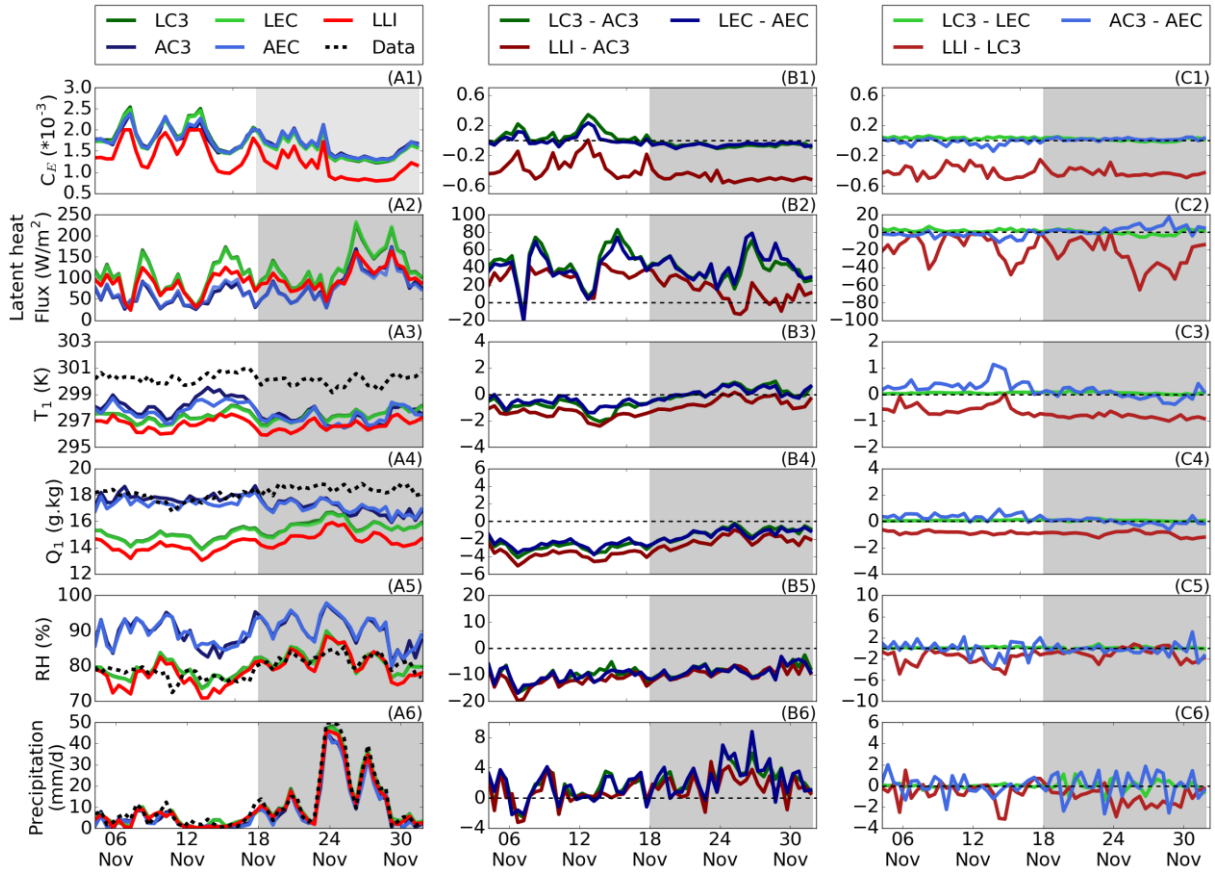 LC3 LEC LLI
AC3 AEC Data
LC3 - AC3 LEC - AEC
LLI - AC3
LC3 - LEC AC3 - AEC
LLI - LC3
(A1) (B1) (C1)
C_E (*10^-3)
3.0 2.5 2.0 1.5 1.0 0.5
0.6 0.2 −0.2 −0.6
0.6 0.2 −0.2 −0.6
(A2) (B2) (C2)
Latent heat
Flux (W/m²)
250 200 150 100 50 0
100 80 60 40 20 0 −20
20 0 −20 −40 −60 −80 −100
(A3) (B3) (C3)
T₁ (K)
303 301 299 297 295
4 2 0 −2 −4
2 1 0 −1 −2
(A4) (B4) (C4)
Q₁ (g.kg)
20 18 16 14 12
6 4 2 0 −2 −4 −6
4 2 0 −2 −4
(A5) (B5) (C5)
RH (%)
100 90 80 70
20 10 0 −10 −20
10 6 2 −2 −6 −10
(A6) (B6) (C6)
Precipitation
(mm/d)
50 40 30 20 10 0
10 8 6 4 2 0 −2 −4
6 4 2 0 −2 −4
06 12 18 24 30
Nov Nov Nov Nov Nov
06 12 18 24 30
Nov Nov Nov Nov Nov
06 12 18 24 30
Nov Nov Nov Nov Nov